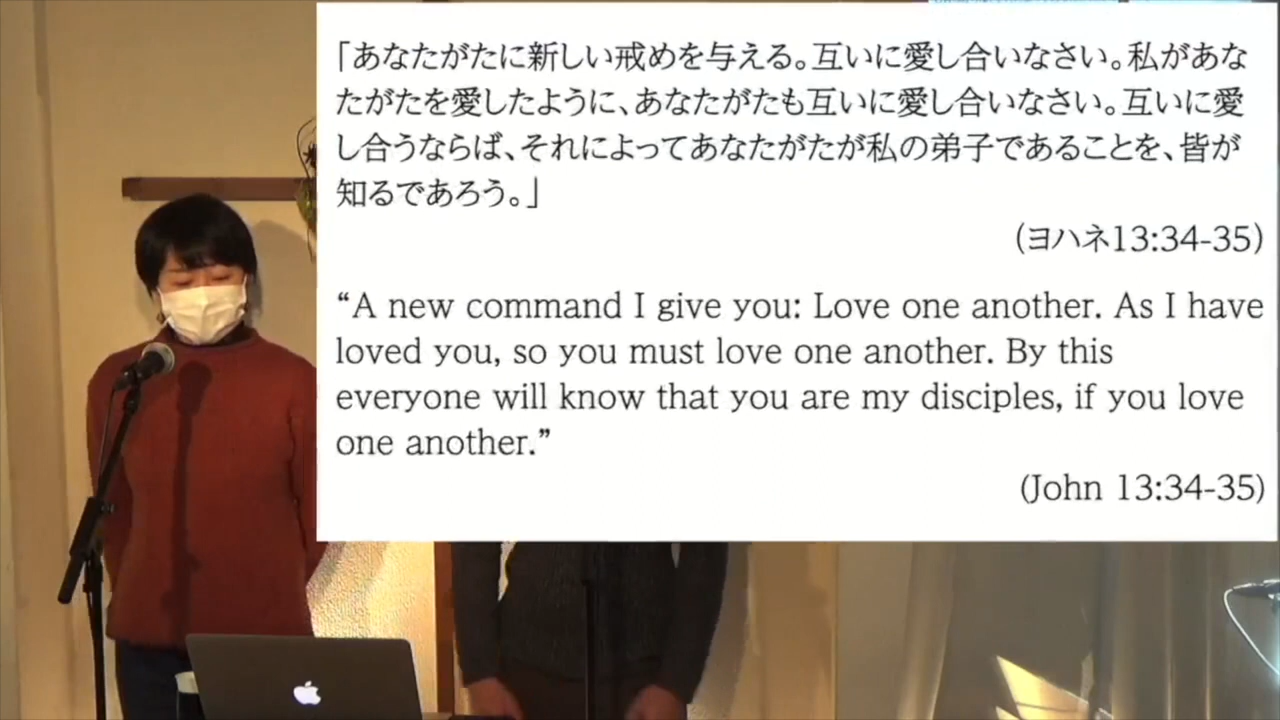 「あなたがたに新しい戒めを与える。互いに愛し合いなさい。私があな
たがたを愛したように、あなたがたも互いに愛し合いなさい。互いに愛
し合うならば、それによってあなたがたが私の弟子であることを、皆が
知るであろう。」
(ヨハネ13:34-35)
“A new command I give you: Love one another. As I have
loved you, so you must love one another. By this
everyone will know that you are my disciples, if you love
one another.”
(John 13:34-35)